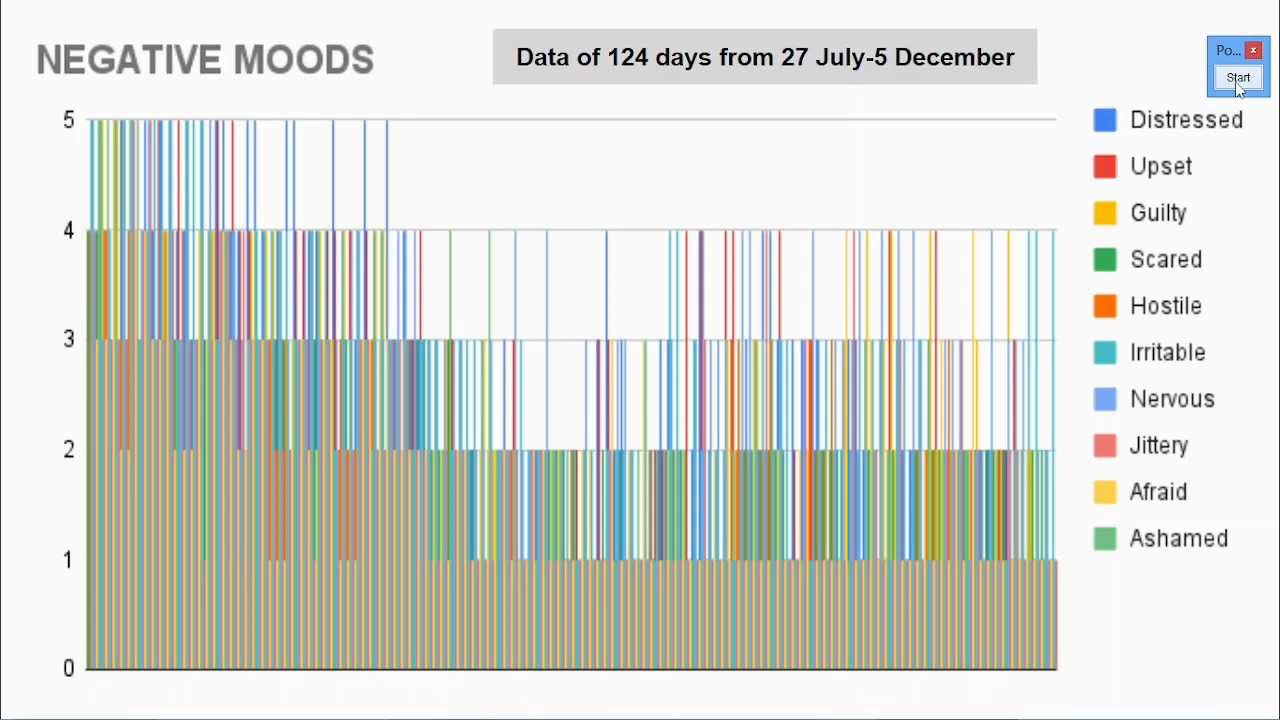 NEGATIVE MOODS
Data of 124 days from 27 July-5 December
Po...
x
Start
5
4
3
2
1
0
Distressed
Upset
Guilty
Scared
Hostile
Irritable
Nervous
Jittery
Afraid
Ashamed